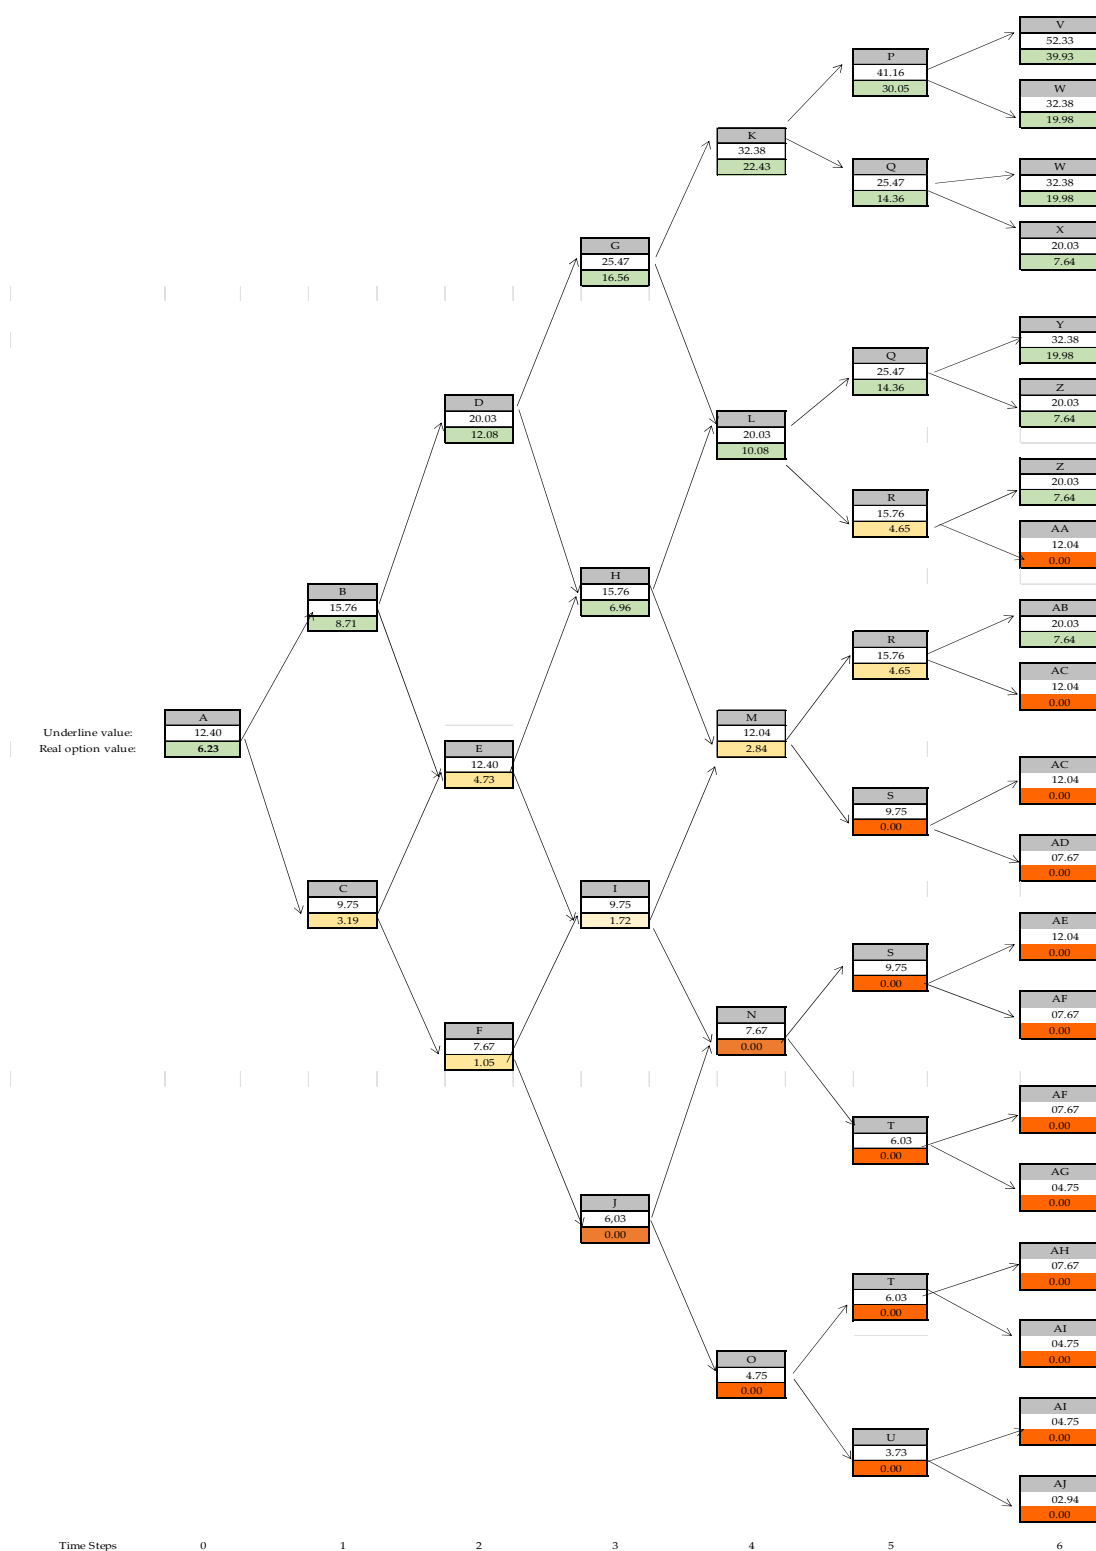 V
52.33
39.93
P
41.16
30.05
W
32.38
19.98
K
32.38
22.43
Q
25.47
14.36
W
32.38
19.98
X
20.03
7.64
G
25.47
16.56
Y
32.38
19.98
Q
25.47
14.36
Z
20.03
7.64
D
20.03
12.08
L
20.03
10.08
Z
20.03
7.64
R
15.76
4.65
AA
12.04
0.00
H
15.76
6.96
B
15.76
8.71
AB
20.03
7.64
R
15.76
4.65
AC
12.04
0.00
A
Underline value: 12.40
Real option value: 6.23
M
12.04
2.84
E
12.40
4.73
AC
12.04
0.00
S
9.75
0.00
AD
07.67
0.00
C
9.75
3.19
I
9.75
1.72
AE
12.04
0.00
S
9.75
0.00
AF
07.67
0.00
N
7.67
0.00
F
7.67
1.05
AF
07.67
0.00
T
6.03
0.00
AG
04.75
0.00
J
6,03
0.00
AH
07.67
0.00
T
6.03
0.00
AI
04.75
0.00
O
4.75
0.00
AI
04.75
0.00
U
3.73
0.00
AJ
02.94
0.00
Time Steps 0 1 2 3 4 5 6